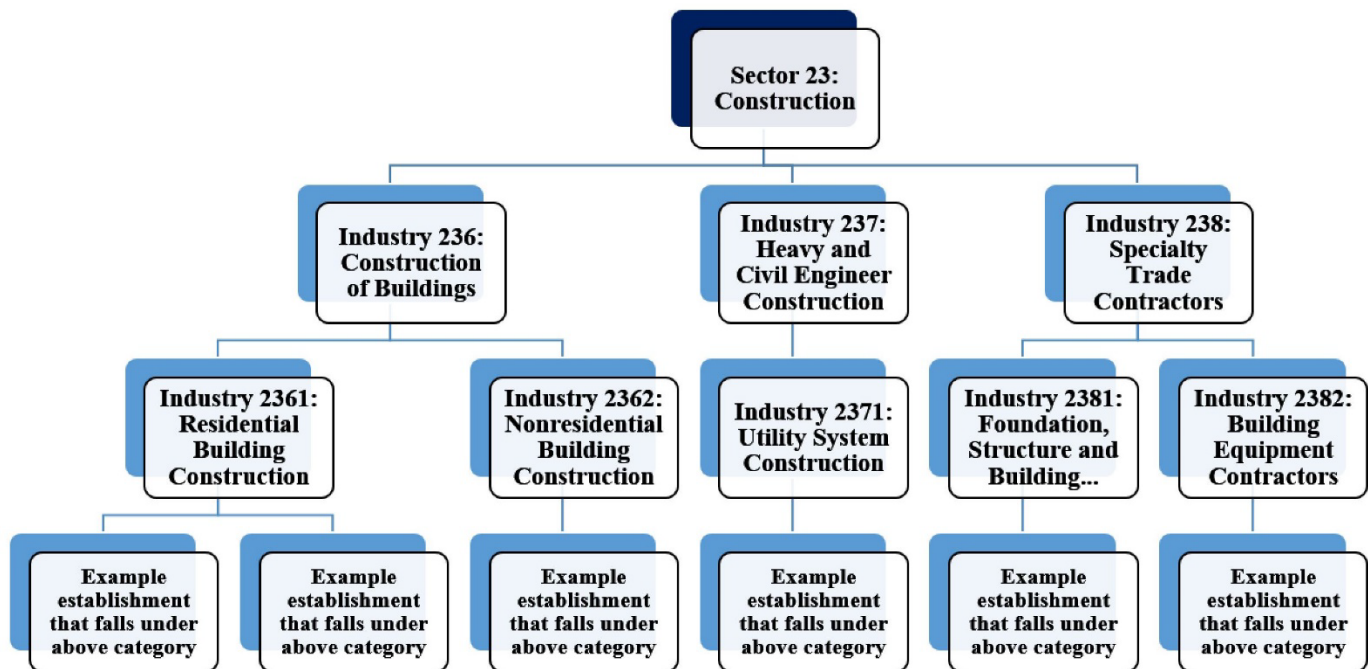 Sector 23:
Construction
Industry 236:
Construction
of Buildings
Industry 237:
Heavy and
Civil Engineer
Construction
Industry 238:
Specialty
Trade
Contractors
Industry 2361:
Residential
Building
Construction
Industry 2362:
Nonresidential
Building
Construction
Industry 2371:
Utility System
Construction
Industry 2381:
Foundation,
Structure and
Building...
Industry 2382:
Building
Equipment
Contractors
Example
establishment
that falls under
above category
Example
establishment
that falls under
above category
Example
establishment
that falls under
above category
Example
establishment
that falls under
above category
Example
establishment
that falls under
above category
Example
establishment
that falls under
above category